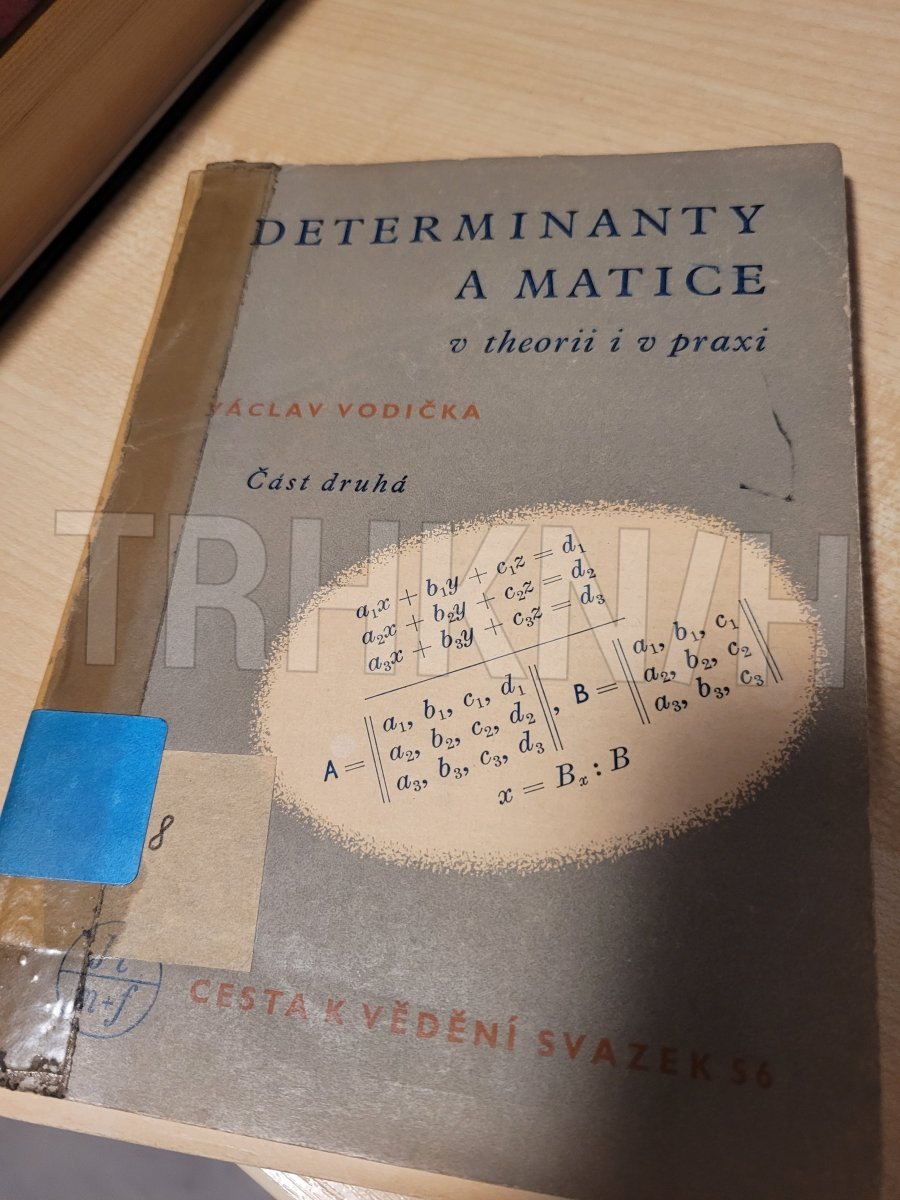 DETERMINANTY
A MATICE
v theorii i v praxi
VÁCLAV VODIČKA
Část druhá
a₁x + b₁y + c₁z = d₁
a₂x + b₂y + c₂z = d₂
a₃x + b₃y + c₃z = d₃
A = ‖ a₁, b₁, c₁, d₁ ‖, B = ‖ a₁, b₁, c₁ ‖
a₂, b₂, c₂, d₂ a₂, b₂, c₂
a₃, b₃, c₃, d₃ a₃, b₃, c₃
x = Bₓ : B
8
m+f
CESTA K VĚDĚNÍ SVAZEK 56
TRHKNIH